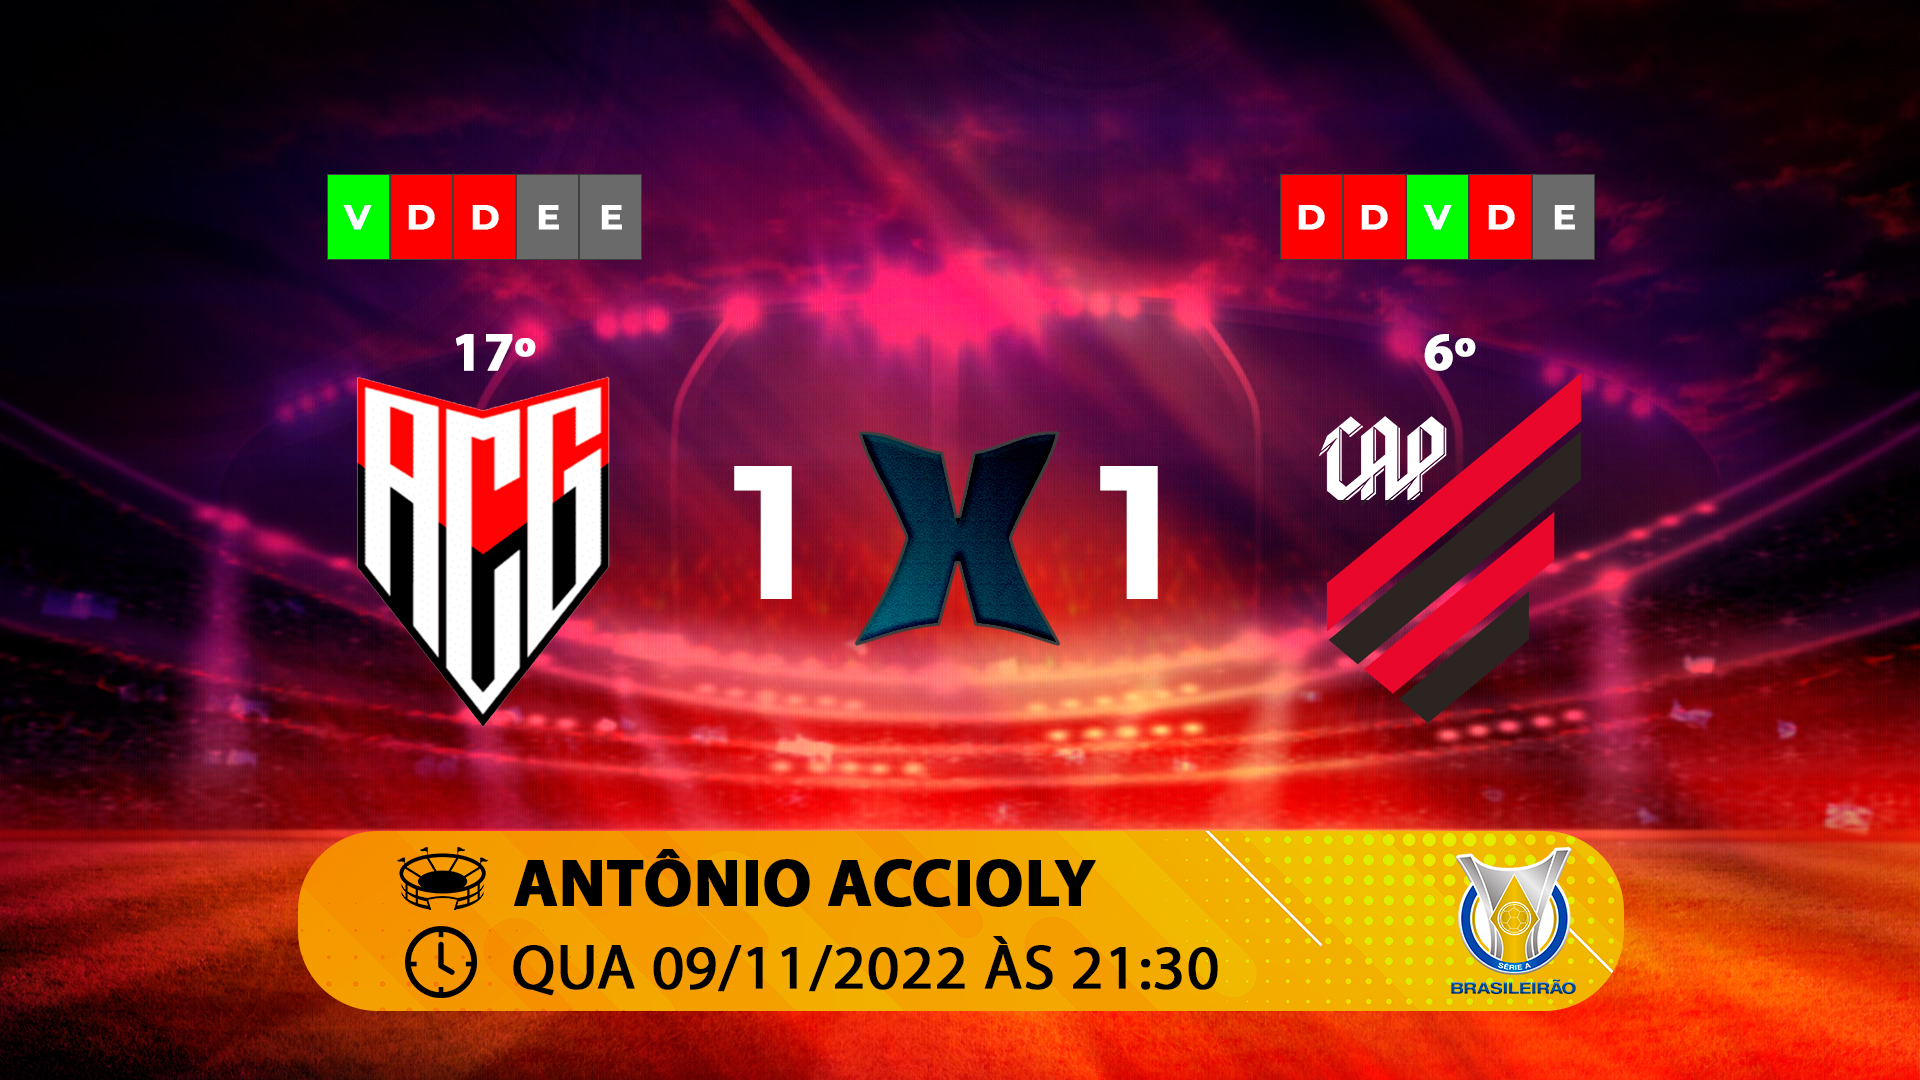 V D D E E
D D V D E
17º
6º
ACG
CAP
1 X 1
ANTÔNIO ACCIOLY
QUA 09/11/2022 ÀS 21:30
SÉRIE A
BRASILEIRÃO